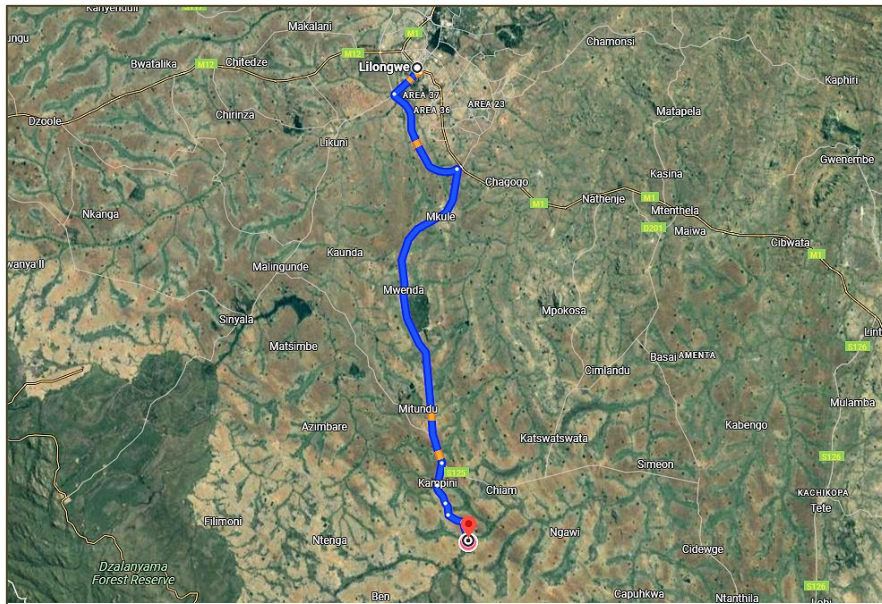 Kanyenduli
Makalani
M1
Chamonsi
ungu
Bwatalika
M12
Chitedze
M12
Lilongwe
Kaphiri
AREA 37
AREA 36
AREA 23
Chirinza
Dzoole
Matapela
Likuni
Gwenembe
Chagogo
Kasina
M1
Nathenje
M1
Nkanga
Mkule
Mtenthela
D201
Maiwa
Cibwata
M1
Kaunda
wanya II
Malingunde
Mwenda
Mpokosa
Sinyala
Lint
Matsimbe
S126
Basai
AMENTA
Cimlandu
Mulamba
Mitundu
Azimbare
Kabengo
Katswatswata
S126
Simeon
S125
Kampini
Chiam
KACHIKOPA
Tete
Filimoni
Ntenga
Ngawi
Cidewge
Dzalanyama
Forest Reserve
S126
Ben
Capuhkwa
Ntanthila